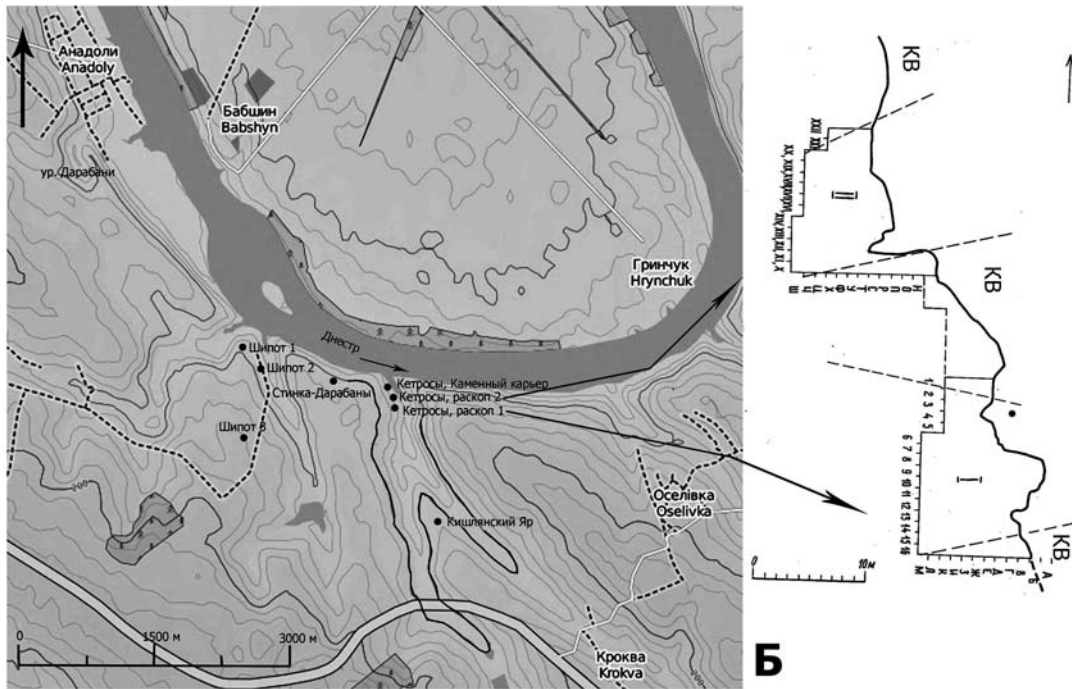 Анадоли
Anadoly
Бабшин
Babshyn
ур. Дарабани
Гринчук
Hrynchuk
Днестр
Шипот 1
Шипот 2
Стинка-Дарабаны
Кетросы, Каменный карьер
Кетросы, раскоп 2
Кетросы, раскоп 1
Шипот 3
200
Оселівка
Oselivka
Кишлянский Яр
0 1500 м 3000 м
Кроква
Krokva
200
КВ
II
Ш Ч Ц Х Ф У Т С Р П О Н
КВ
1
2
3
4
5
6
7
8
9
10
11
12
13
14
15
16
I
КВ
М Л К И З Ж Е Д Г В Б А
0 10м
Б